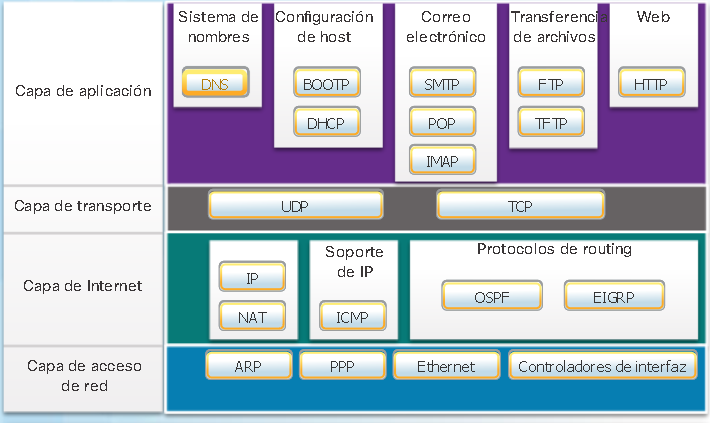 Capa de aplicación
Sistema de
nombres
DNS
Configuración
de host
BOOTP
DHCP
Correo
electrónico
SMTP
POP
IMAP
Transferencia
de archivos
FTP
TFTP
Web
HTTP
Capa de transporte
UDP
TCP
Capa de Internet
IP
NAT
Soporte
de IP
ICMP
Protocolos de routing
OSPF
EIGRP
Capa de acceso
de red
ARP
PPP
Ethernet
Controladores de interfaz